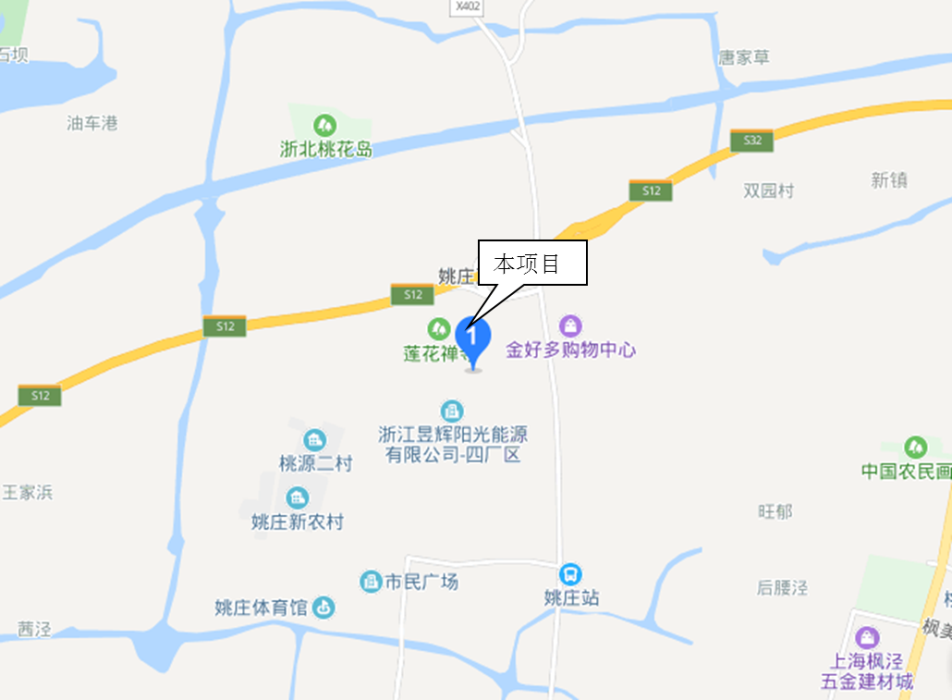 X402
石坝
唐家草
油车港
浙北桃花岛
S32
S12
双园村
新镇
本项目
姚庄
S12
S12
1
莲花禅寺
金好多购物中心
S12
浙江昱辉阳光能源
有限公司-四厂区
桃源二村
中国农民画
王家浜
姚庄新农村
旺郁
市民广场
姚庄站
后腰泾
姚庄体育馆
茜泾
枫美
上海枫泾
五金建材城